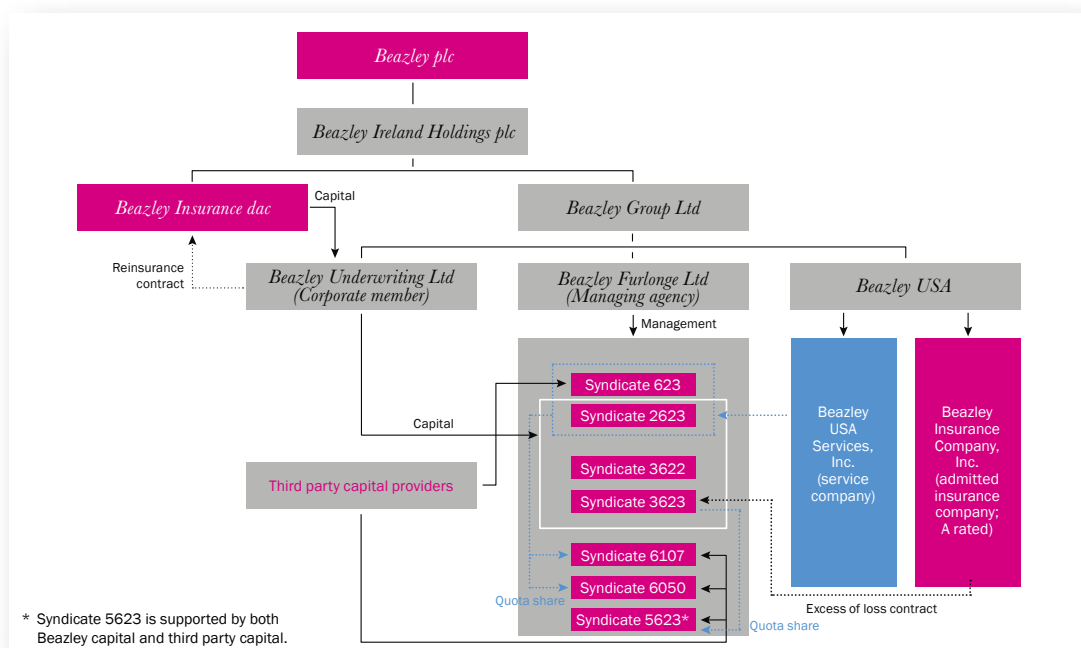 Beazley plc
Beazley Ireland Holdings plc
Beazley Insurance dac
Capital
Beazley Group Ltd
Reinsurance
contract
Beazley Underwriting Ltd
(Corporate member)
Beazley Furlonge Ltd
(Managing agency)
Beazley USA
Management
Syndicate 623
Syndicate 2623
Capital
Syndicate 3622
Third party capital providers
Syndicate 3623
Beazley
USA
Services,
Inc.
(service
company)
Beazley
Insurance
Company,
Inc.
(admitted
insurance
company;
A rated)
Syndicate 6107
Syndicate 6050
Quota share
Excess of loss contract
Syndicate 5623*
Quota share
* Syndicate 5623 is supported by both
Beazley capital and third party capital.